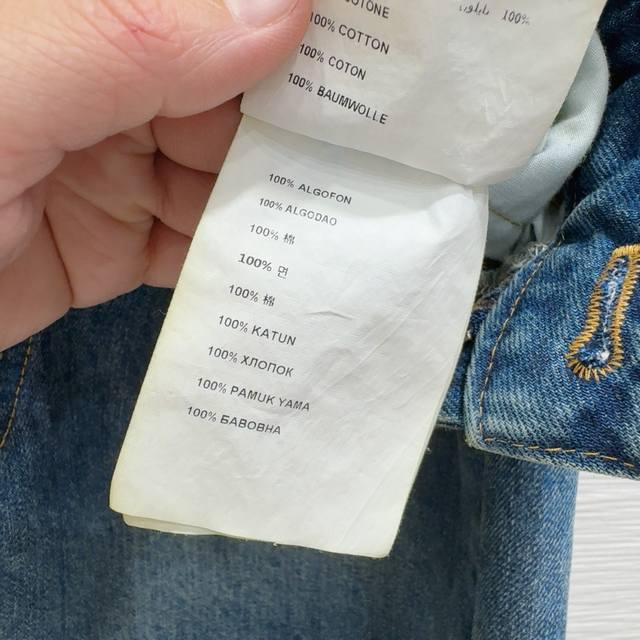 100% COTTON
100% COTON
100% BAUMWOLLE
100% ALGOFON
100% ALGODAO
100% 棉
100% 면
100% 棉
100% KATUN
100% ХЛОПОК
100% PAMUK YAMA
100% БАВОВНА